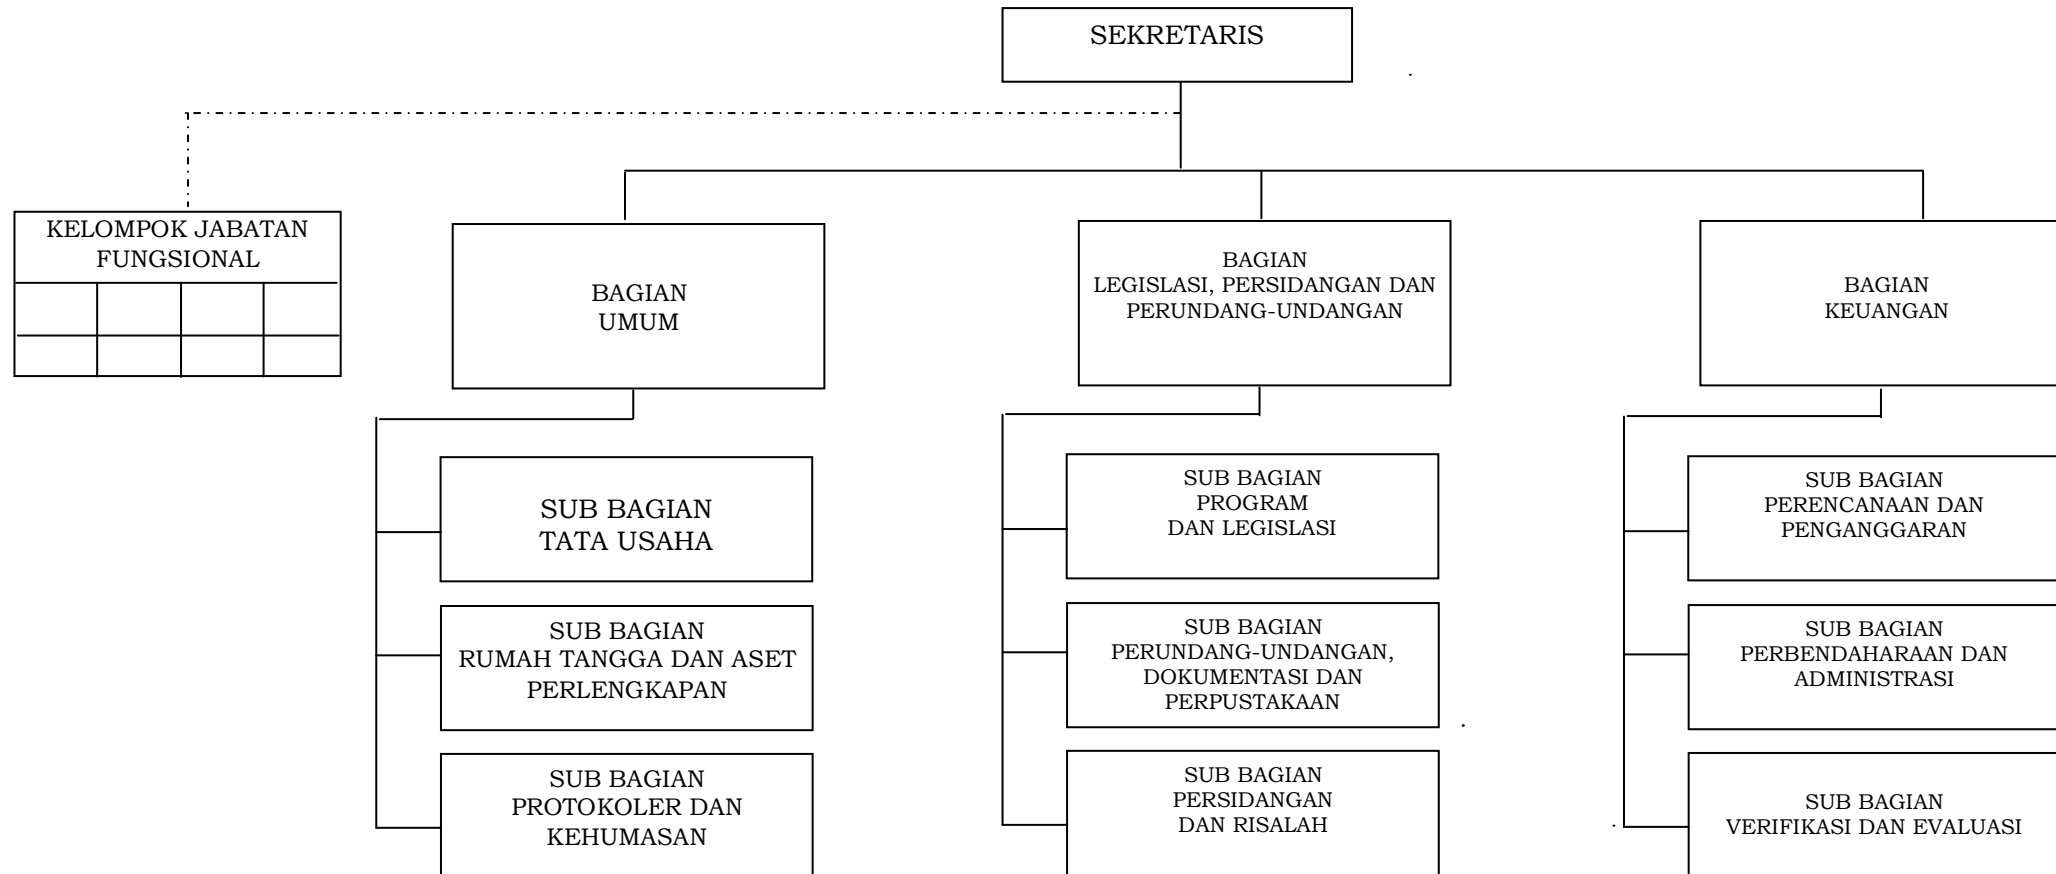 SEKRETARIS
KELOMPOK JABATAN
FUNGSIONAL
BAGIAN
UMUM
BAGIAN
LEGISLASI, PERSIDANGAN DAN
PERUNDANG-UNDANGAN
BAGIAN
KEUANGAN
SUB BAGIAN
TATA USAHA
SUB BAGIAN
RUMAH TANGGA DAN ASET
PERLENGKAPAN
SUB BAGIAN
PROTOKOLER DAN
KEHUMASAN
SUB BAGIAN
PROGRAM
DAN LEGISLASI
SUB BAGIAN
PERUNDANG-UNDANGAN,
DOKUMENTASI DAN
PERPUSTAKAAN
SUB BAGIAN
PERSIDANGAN
DAN RISALAH
SUB BAGIAN
PERENCANAAN DAN
PENGANGGARAN
SUB BAGIAN
PERBENDAHARAAN DAN
ADMINISTRASI
SUB BAGIAN
VERIFIKASI DAN EVALUASI